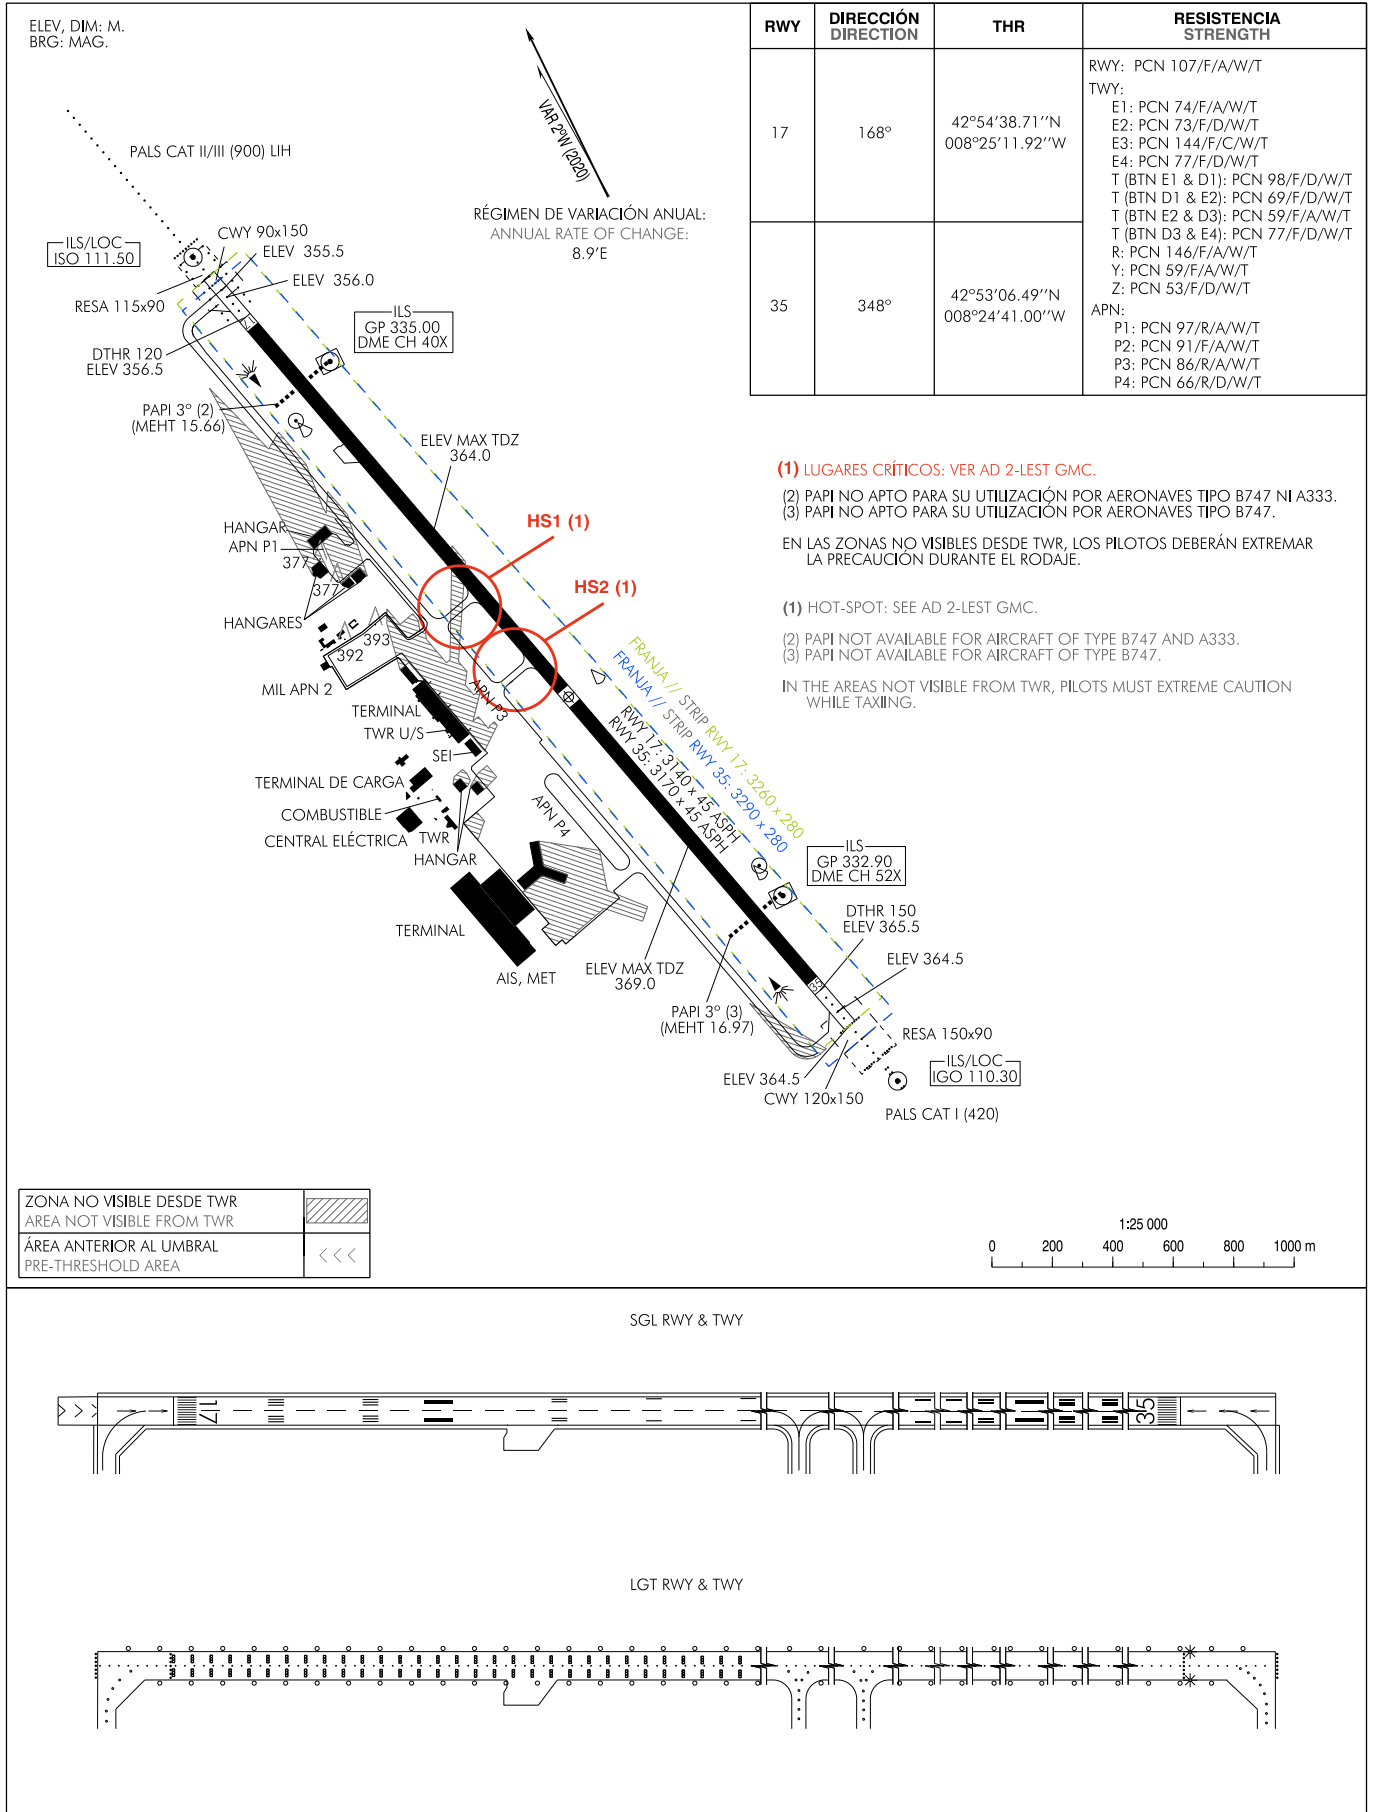 ELEV, DIM: M.
BRG: MAG.
VAR 2ºW (2020)
RÉGIMEN DE VARIACIÓN ANUAL:
ANNUAL RATE OF CHANGE:
8.9'E
RWY
DIRECCIÓN
DIRECTION
THR
RESISTENCIA
STRENGTH
17
168º
42º54'38.71''N
008º25'11.92''W
35
348º
42º53'06.49''N
008º24'41.00''W
RWY: PCN 107/F/A/W/T
TWY:
E1: PCN 74/F/A/W/T
E2: PCN 73/F/D/W/T
E3: PCN 144/F/C/W/T
E4: PCN 77/F/D/W/T
T (BTN E1 & D1): PCN 98/F/D/W/T
T (BTN D1 & E2): PCN 69/F/D/W/T
T (BTN E2 & D3): PCN 59/F/A/W/T
T (BTN D3 & E4): PCN 77/F/D/W/T
R: PCN 146/F/A/W/T
Y: PCN 59/F/A/W/T
Z: PCN 53/F/D/W/T
APN:
P1: PCN 97/R/A/W/T
P2: PCN 91/F/A/W/T
P3: PCN 86/R/A/W/T
P4: PCN 66/R/D/W/T
PALS CAT II/III (900) LIH
ILS/LOC
ISO 111.50
CWY 90x150
ELEV 355.5
ELEV 356.0
RESA 115x90
DTHR 120
ELEV 356.5
17
ILS
GP 335.00
DME CH 40X
PAPI 3º (2)
(MEHT 15.66)
ELEV MAX TDZ
364.0
HS1 (1)
HS2 (1)
HANGAR
APN P1
377
377
HANGARES
393
392
MIL APN 2
APN P3
TERMINAL
TWR U/S
SEI
TERMINAL DE CARGA
COMBUSTIBLE
CENTRAL ELÉCTRICA
TWR
HANGAR
APN P4
TERMINAL
AIS, MET
FRANJA // STRIP RWY 17: 3260 x 280
FRANJA // STRIP RWY 35: 3290 x 280
RWY 17: 3140 x 45 ASPH
RWY 35: 3170 x 45 ASPH
ILS
GP 332.90
DME CH 52X
DTHR 150
ELEV 365.5
ELEV 364.5
ELEV MAX TDZ
369.0
PAPI 3º (3)
(MEHT 16.97)
35
RESA 150x90
ILS/LOC
IGO 110.30
ELEV 364.5
CWY 120x150
PALS CAT I (420)
(1) LUGARES CRÍTICOS: VER AD 2-LEST GMC.
(2) PAPI NO APTO PARA SU UTILIZACIÓN POR AERONAVES TIPO B747 NI A333.
(3) PAPI NO APTO PARA SU UTILIZACIÓN POR AERONAVES TIPO B747.
EN LAS ZONAS NO VISIBLES DESDE TWR, LOS PILOTOS DEBERÁN EXTREMAR
LA PRECAUCIÓN DURANTE EL RODAJE.
(1) HOT-SPOT: SEE AD 2-LEST GMC.
(2) PAPI NOT AVAILABLE FOR AIRCRAFT OF TYPE B747 AND A333.
(3) PAPI NOT AVAILABLE FOR AIRCRAFT OF TYPE B747.
IN THE AREAS NOT VISIBLE FROM TWR, PILOTS MUST EXTREME CAUTION
WHILE TAXIING.
ZONA NO VISIBLE DESDE TWR
AREA NOT VISIBLE FROM TWR
ÁREA ANTERIOR AL UMBRAL
PRE-THRESHOLD AREA
1:25 000
0 200 400 600 800 1000 m
SGL RWY & TWY
17
35
LGT RWY & TWY